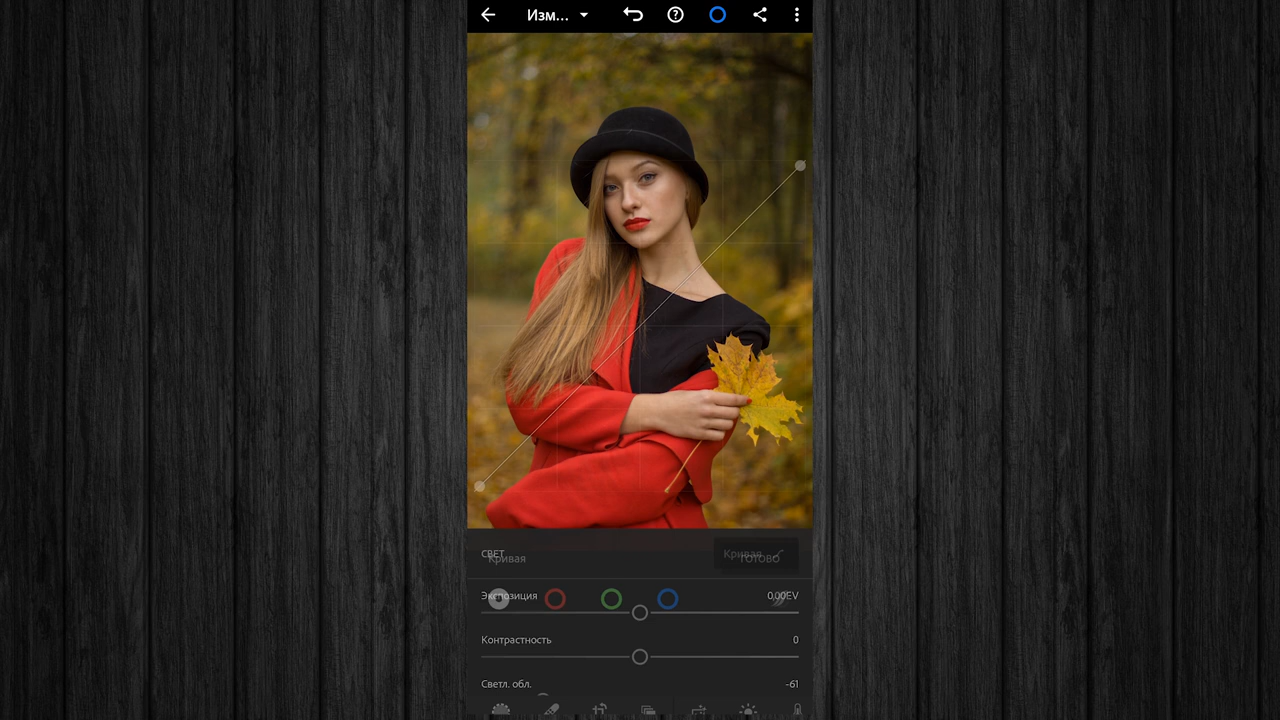 Изм...
СВЕТ
Кривая
Кривая
ГОТОВО
Экспозиция 0,00EV
Контрастность 0
Светл. обл. -61